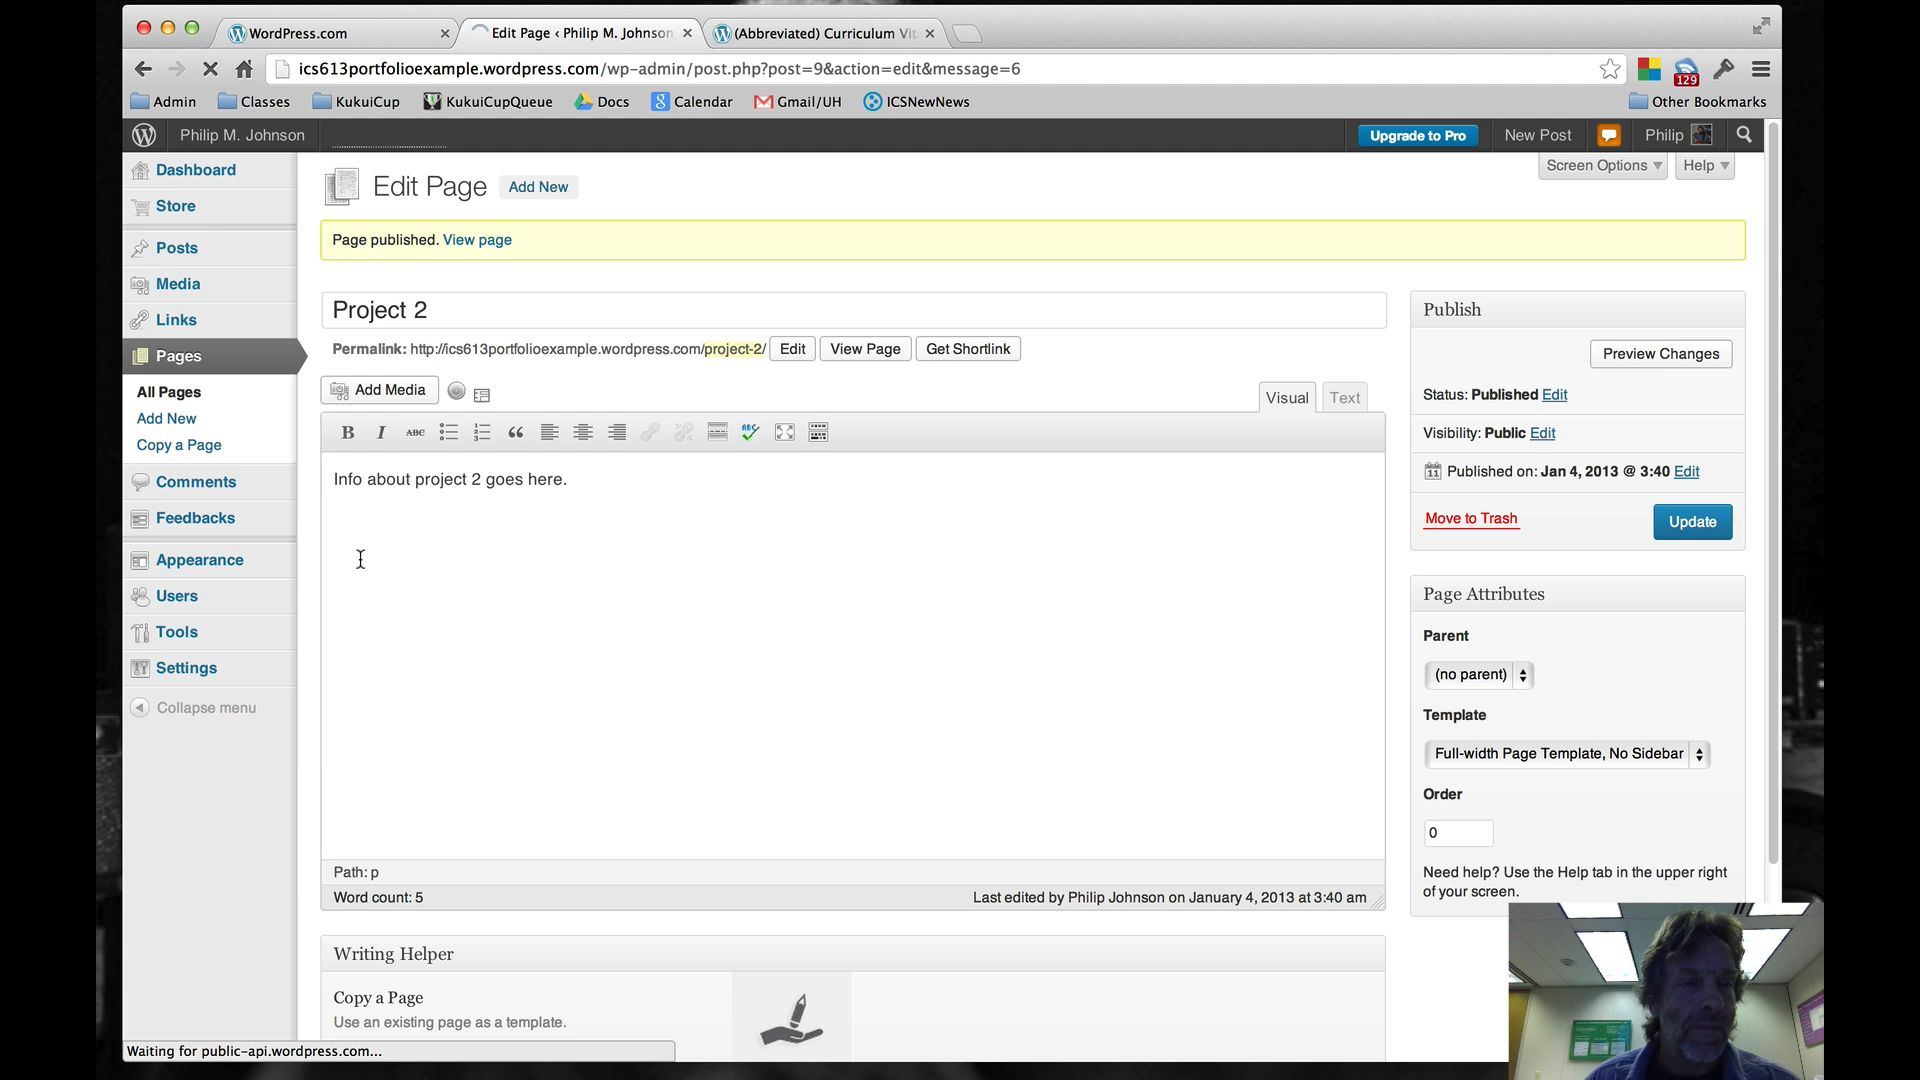 WordPress.com
Edit Page ‹ Philip M. Johnson
(Abbreviated) Curriculum Vit
ics613portfolioexample.wordpress.com/wp-admin/post.php?post=9&action=edit&message=6
129
Admin
Classes
KukuiCup
KukuiCupQueue
Docs
8
Calendar
Gmail/UH
ICSNewNews
Other Bookmarks
Philip M. Johnson
Upgrade to Pro
New Post
Philip
Dashboard
Store
Posts
Media
Links
Pages
All Pages
Add New
Copy a Page
Comments
Feedbacks
Appearance
Users
Tools
Settings
Collapse menu
Screen Options
Help
Edit Page
Add New
Page published. View page
Project 2
Permalink: http://ics613portfolioexample.wordpress.com/project-2/
Edit
View Page
Get Shortlink
Add Media
Visual
Text
B
I
ABC
ABC
Info about project 2 goes here.
Path: p
Word count: 5
Last edited by Philip Johnson on January 4, 2013 at 3:40 am
Writing Helper
Copy a Page
Use an existing page as a template.
Publish
Preview Changes
Status: Published Edit
Visibility: Public Edit
11
Published on: Jan 4, 2013 @ 3:40 Edit
Move to Trash
Update
Page Attributes
Parent
(no parent)
Template
Full-width Page Template, No Sidebar
Order
0
Need help? Use the Help tab in the upper right
of your screen.
Waiting for public-api.wordpress.com...